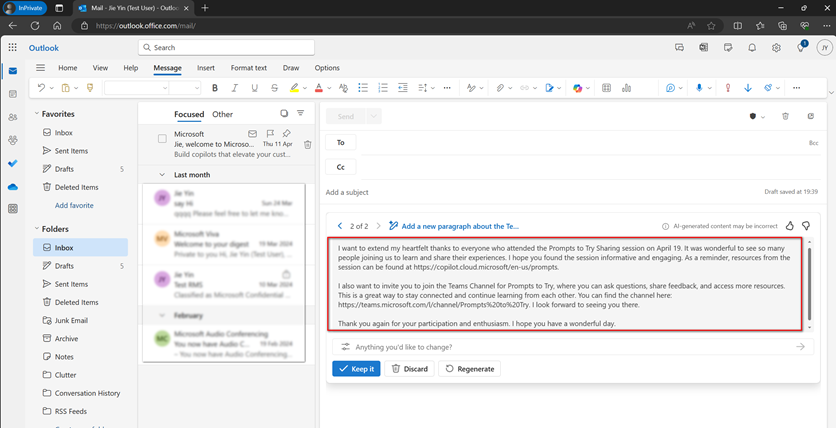 InPrivate
Mail - Jie Yin (Test User) - Outlo
https://outlook.office.com/mail/
Outlook
Search
1
JY
Home View Help Message Insert Format text Draw Options
Favorites
Inbox
Sent Items
Drafts 5
Deleted Items
Add favorite
Folders
Inbox
Drafts 5
Sent Items
Deleted Items
Junk Email
Archive
Notes
Clutter
Conversation History
RSS Feeds
Focused Other
Microsoft
Jie, welcome to Microso... Thu 11 Apr
Build copilots that elevate your cust...
Last month
JY
Jie Yin
say Hi Sun 24 Mar
qqqq Please feel free to let me know...
MV
Microsoft Viva
Welcome to your digest 19 Mar 2024
Private to you Hi, Jie Yin (Test User),...
JY
Jie Yin
Test RMS 10 Mar 2024
Classified as Microsoft Confidential
February
MC
Microsoft Audio Conferencing
You now have Audio C... 19 Feb 2024
– You now have Audio Conferencing...
Send
To
Bcc
Cc
Add a subject
Draft saved at 19:39
2 of 2
Add a new paragraph about the Te...
AI-generated content may be incorrect
I want to extend my heartfelt thanks to everyone who attended the Prompts to Try Sharing session on April 19. It was wonderful to see so many
people joining us to learn and share their experiences. I hope you found the session informative and engaging. As a reminder, resources from the
session can be found at https://copilot.cloud.microsoft/en-us/prompts.
I also want to invite you to join the Teams Channel for Prompts to Try, where you can ask questions, share feedback, and access more resources.
This is a great way to stay connected and continue learning from each other. You can find the channel here:
https://teams.microsoft.com/l/channel/Prompts%20to%20Try. I look forward to seeing you there.
Thank you again for your participation and enthusiasm. I hope you have a wonderful day.
Anything you'd like to change?
Keep it
Discard
Regenerate